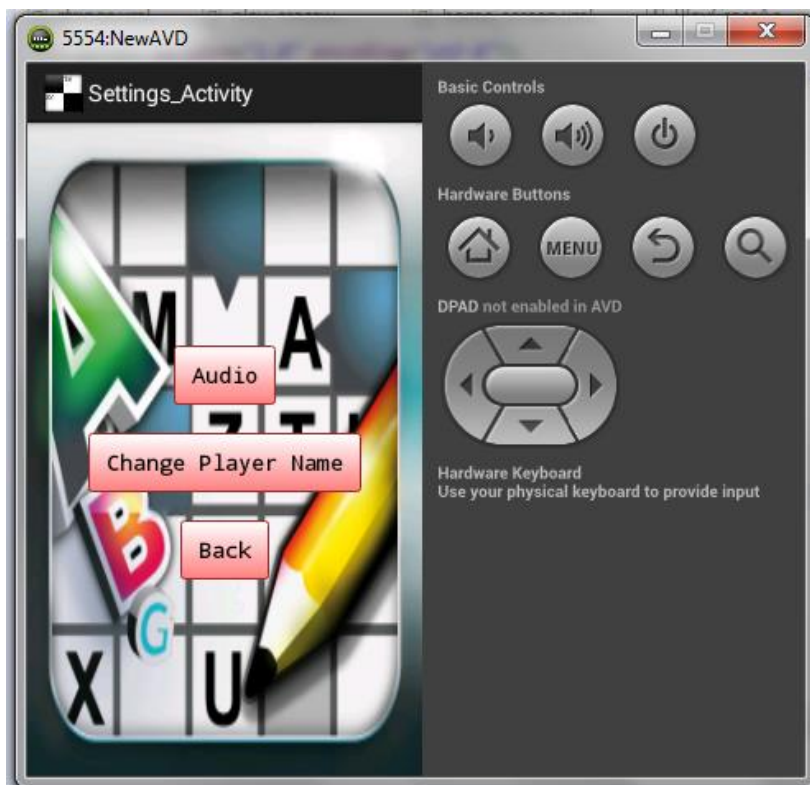 5554:NewAVD
Settings_Activity
Basic Controls
Hardware Buttons
MENU
DPAD not enabled in AVD
Hardware Keyboard
Use your physical keyboard to provide input
M
A
Audio
Change Player Name
B
Back
G
X
U